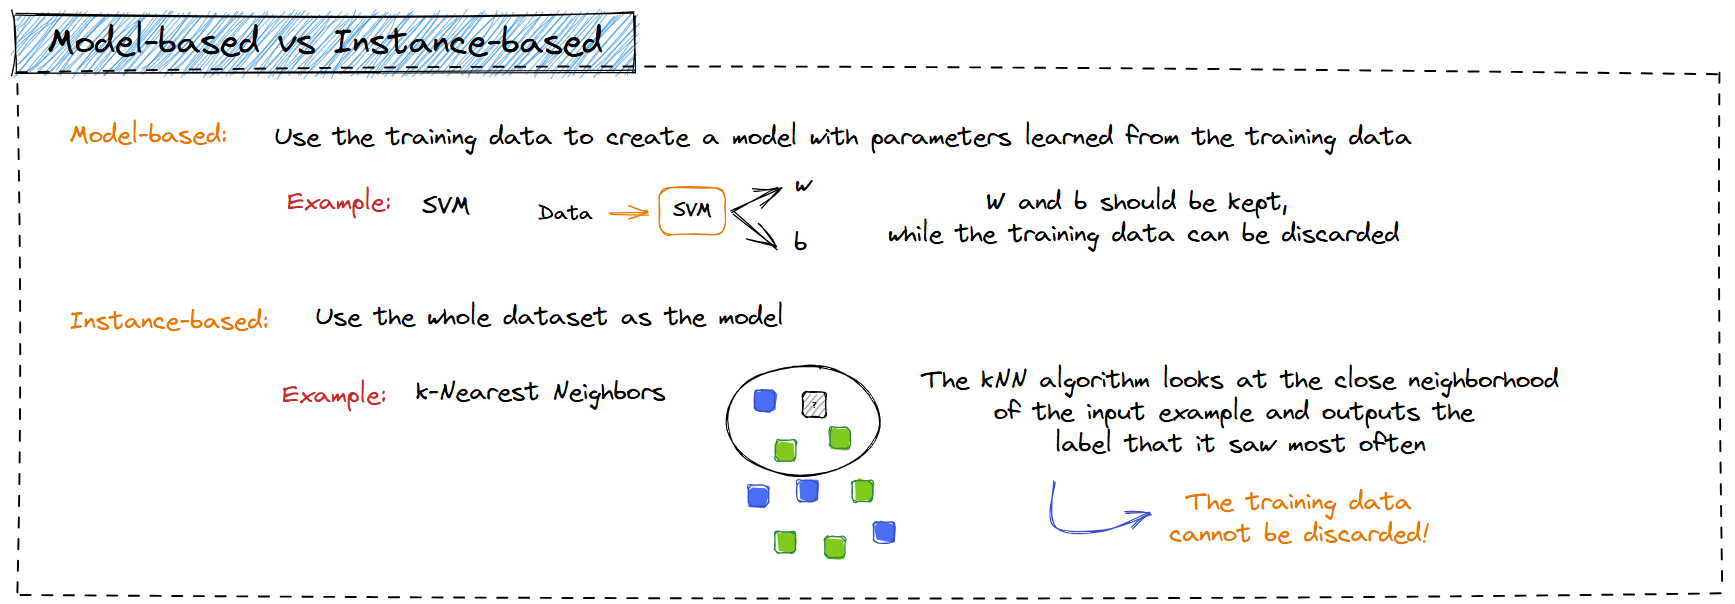 Model-based vs Instance-based
Model-based: Use the training data to create a model with parameters learned from the training data
Example: SVM
Data
SVM
w
b
W and b should be kept,
while the training data can be discarded
Instance-based: Use the whole dataset as the model
Example: k-Nearest Neighbors
?
The kNN algorithm looks at the close neighborhood
of the input example and outputs the
label that it saw most often
The training data
cannot be discarded!